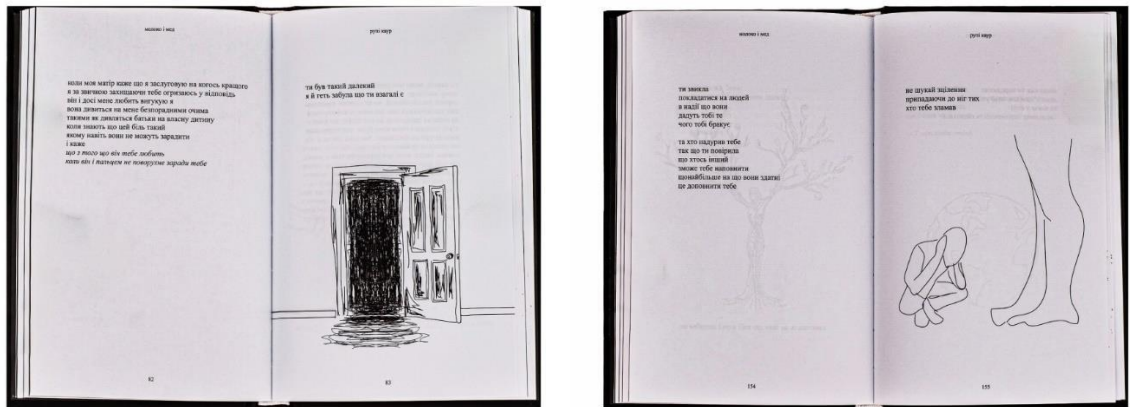 молоко і мед
коли моя матір каже що я заслуговую на когось кращого
я за звичкою захищаючи тебе огризаюсь у відповідь
він і досі мене любить вигукую я
вона дивиться на мене безпорадними очима
такими як дивляться батьки на власну дитину
коли знають що цей біль такий
якому навіть вони не можуть зарадити
і каже
що з того що він тебе любить
коли він і пальцем не поворухне заради тебе
82
рупі каур
ти був такий далекий
я й геть забула що ти взагалі є
83
молоко і мед
ти звикла
покладатися на людей
в надії що вони
дадуть тобі те
чого тобі бракує
та хто надурив тебе
так що ти повірила
що хтось інший
зможе тебе наповнити
щонайбільше на що вони здатні
це доповнити тебе
154
рупі каур
не шукай зцілення
припадаючи до ніг тих
хто тебе зламав
155